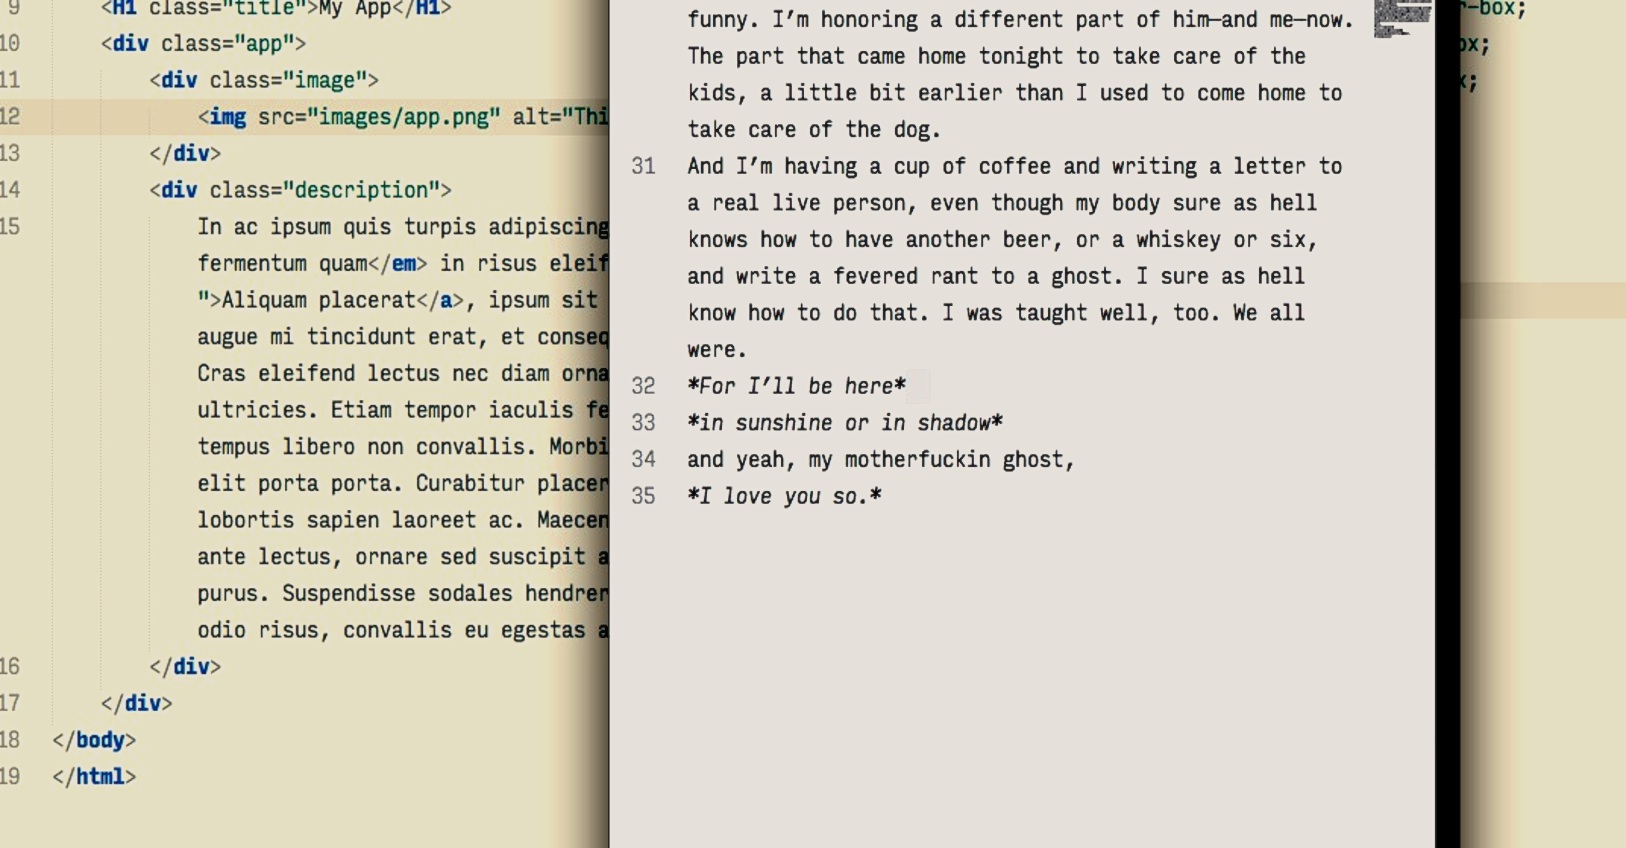 9 <H1 class="title">My App</H1>
10 <div class="app">
11 <div class="image">
12 <img src="images/app.png" alt="Thi
13 </div>
14 <div class="description">
15 In ac ipsum quis turpis adipiscing
fermentum quam</em> in risus eleif
">Aliquam placerat</a>, ipsum sit
augue mi tincidunt erat, et conseq
Cras eleifend lectus nec diam orna
ultricies. Etiam tempor iaculis fe
tempus libero non convallis. Morbi
elit porta porta. Curabitur placer
lobortis sapien laoreet ac. Maecen
ante lectus, ornare sed suscipit a
purus. Suspendisse sodales hendrer
odio risus, convallis eu egestas a
16 </div>
17 </div>
18 </body>
19 </html>
funny. I’m honoring a different part of him—and me—now.
The part that came home tonight to take care of the
kids, a little bit earlier than I used to come home to
take care of the dog.
31 And I’m having a cup of coffee and writing a letter to
a real live person, even though my body sure as hell
knows how to have another beer, or a whiskey or six,
and write a fevered rant to a ghost. I sure as hell
know how to do that. I was taught well, too. We all
were.
32 *For I’ll be here*
33 *in sunshine or in shadow*
34 and yeah, my motherfuckin ghost,
35 *I love you so.*
r-box;
ox;
x;